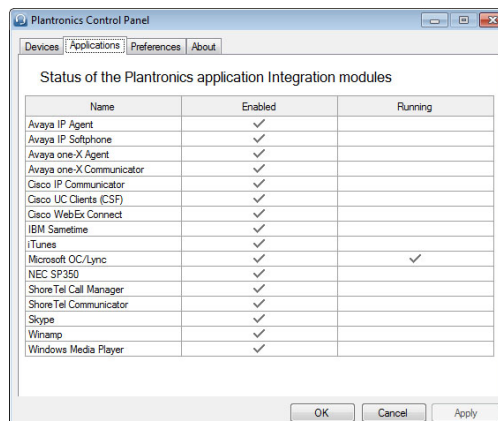 Plantronics Control Panel
Devices Applications Preferences About
Status of the Plantronics application Integration modules
Name Enabled Running
Avaya IP Agent
Avaya IP Softphone
Avaya one-X Agent
Avaya one-X Communicator
Cisco IP Communicator
Cisco UC Clients (CSF)
Cisco WebEx Connect
IBM Sametime
iTunes
Microsoft OC/Lync
NEC SP350
ShoreTel Call Manager
ShoreTel Communicator
Skype
Winamp
Windows Media Player
OK Cancel Apply